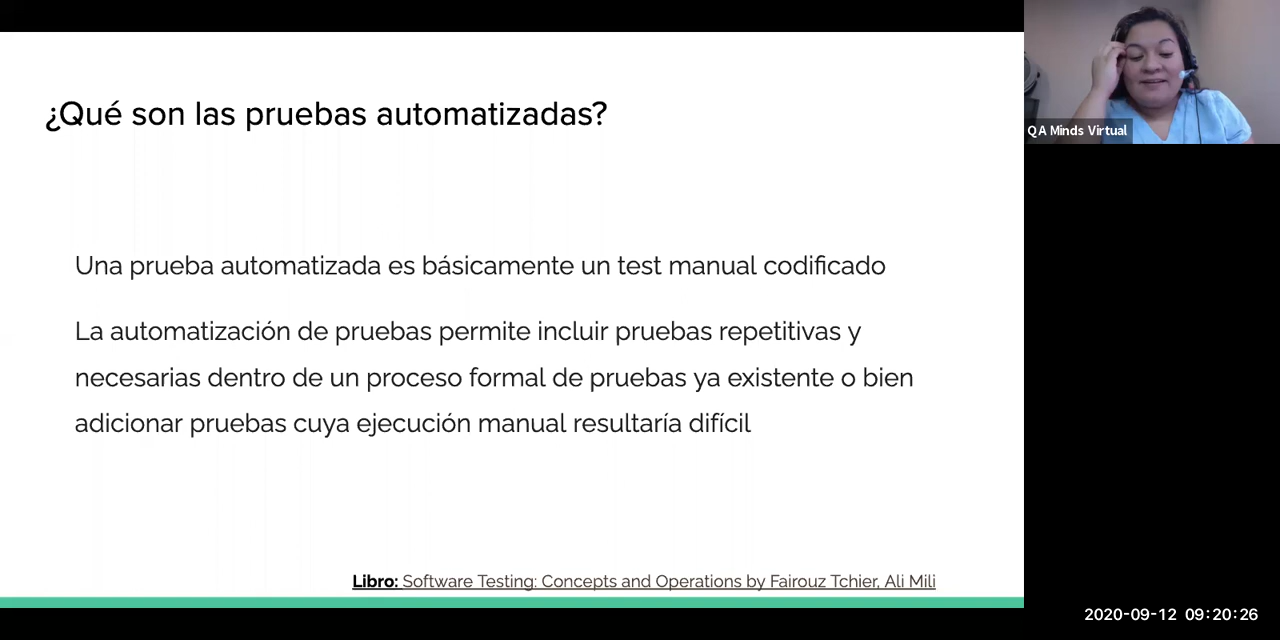 ¿Qué son las pruebas automatizadas?
Una prueba automatizada es básicamente un test manual codificado
La automatización de pruebas permite incluir pruebas repetitivas y
necesarias dentro de un proceso formal de pruebas ya existente o bien
adicionar pruebas cuya ejecución manual resultaría difícil
Libro: Software Testing: Concepts and Operations by Fairouz Tchier, Ali Mili
QA Minds Virtual
2020-09-12 09:20:26